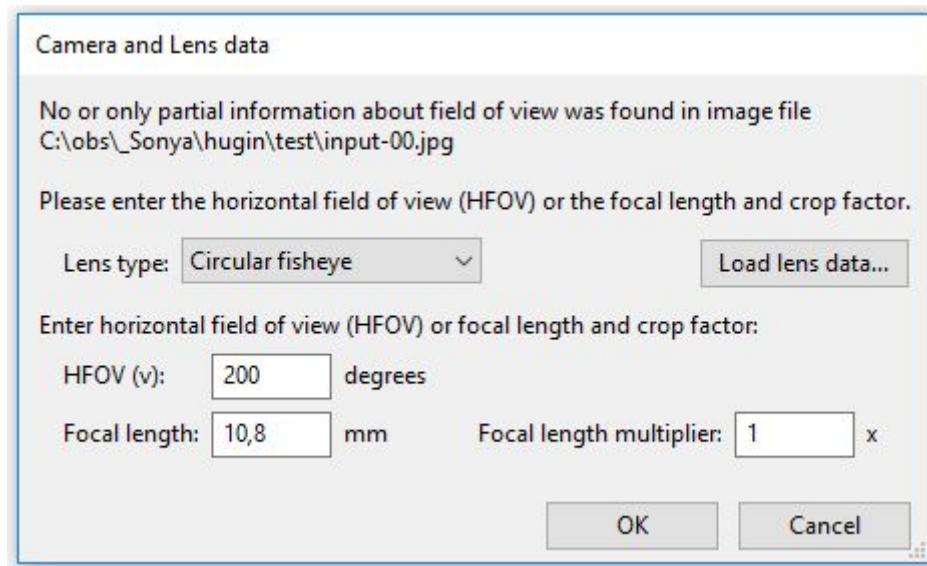 Camera and Lens data
No or only partial information about field of view was found in image file
C:\obs\_Sonya\hugin\test\input-00.jpg
Please enter the horizontal field of view (HFOV) or the focal length and crop factor.
Lens type: Circular fisheye Load lens data...
Enter horizontal field of view (HFOV) or focal length and crop factor:
HFOV (v): 200 degrees
Focal length: 10,8 mm Focal length multiplier: 1 x
OK Cancel